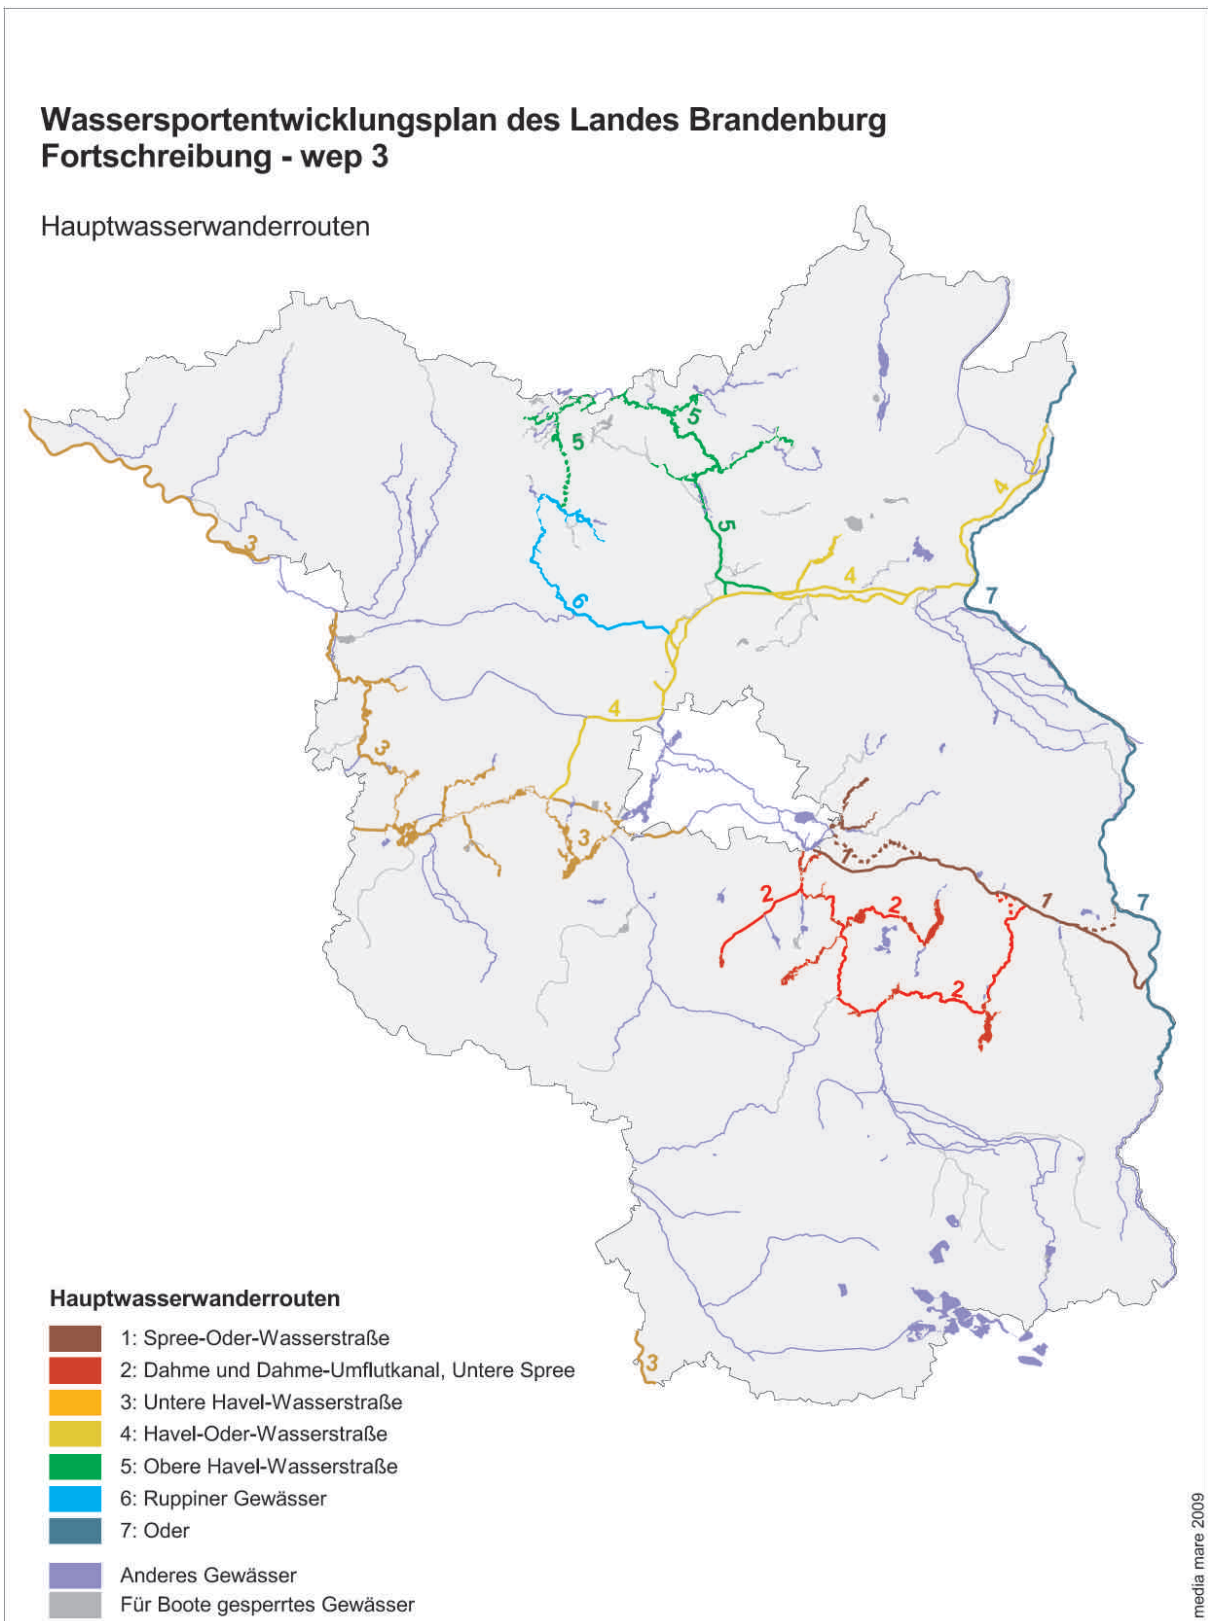 Wassersportentwicklungsplan des Landes Brandenburg
Fortschreibung - wep 3
Hauptwasserwanderrouten
5
5
4
3
6
5
4
7
6
4
3
3
1
2
2
1
7
2
3
Hauptwasserwanderrouten
1: Spree-Oder-Wasserstraße
2: Dahme und Dahme-Umflutkanal, Untere Spree
3: Untere Havel-Wasserstraße
4: Havel-Oder-Wasserstraße
5: Obere Havel-Wasserstraße
6: Ruppiner Gewässer
7: Oder
Anderes Gewässer
Für Boote gesperrtes Gewässer
media mare 2009